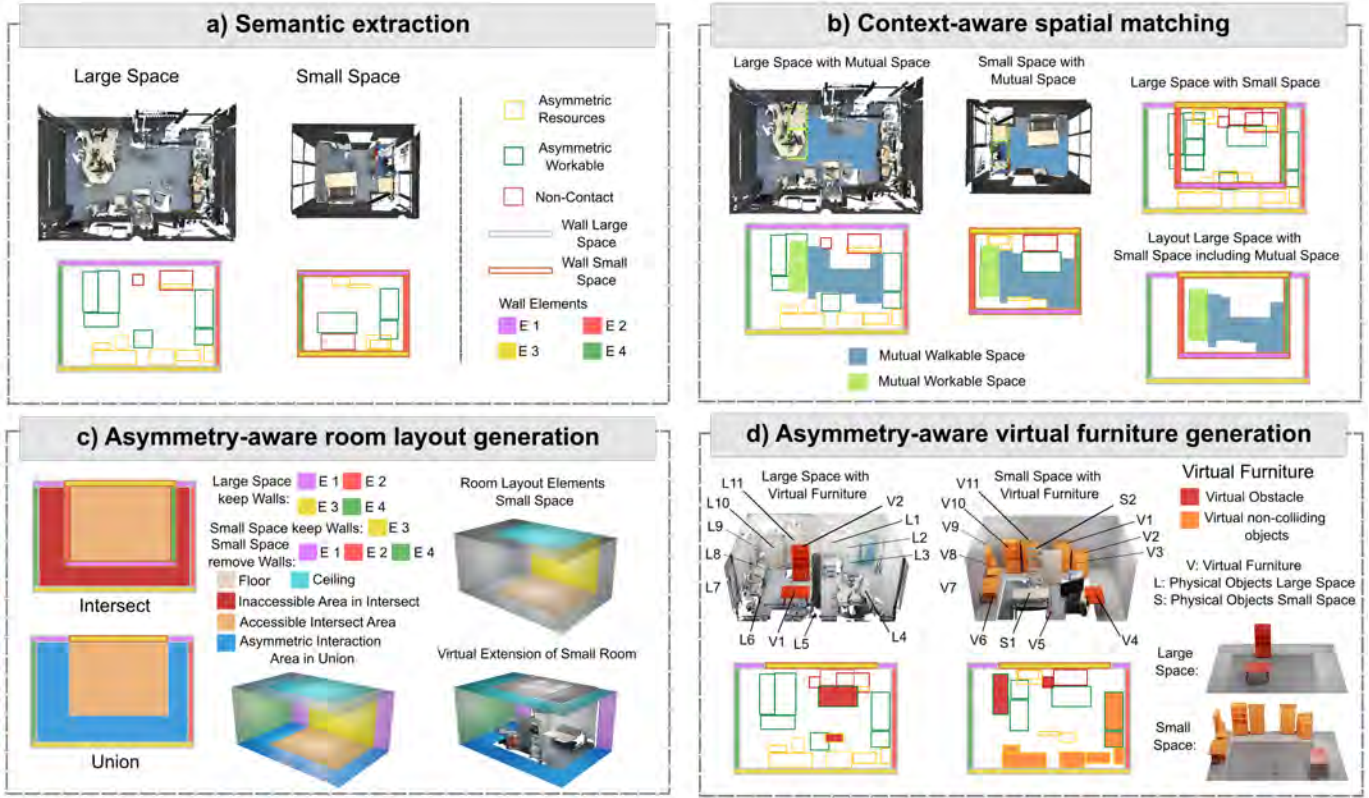 a) Semantic extraction
Large Space
Small Space
Asymmetric
Resources
Asymmetric
Workable
Non-Contact
Wall Large
Space
Wall Small
Space
Wall Elements
E 1
E 2
E 3
E 4
b) Context-aware spatial matching
Large Space with Mutual Space
Small Space with
Mutual Space
Large Space with Small Space
Layout Large Space with
Small Space including Mutual Space
Mutual Walkable Space
Mutual Workable Space
c) Asymmetry-aware room layout generation
Intersect
Union
Large Space
keep Walls:
E 1
E 2
E 3
E 4
Small Space keep Walls:
E 3
Small Space
remove Walls:
E 1
E 2
E 4
Floor
Ceiling
Inaccessible Area in Intersect
Accessible Intersect Area
Asymmetric Interaction
Area in Union
Room Layout Elements
Small Space
Virtual Extension of Small Room
d) Asymmetry-aware virtual furniture generation
Large Space with
Virtual Furniture
L11
L10
L9
L8
L7
L6
V1
L5
L4
V2
L1
L2
L3
Small Space with
Virtual Furniture
V11
V10
V9
V8
V7
V6
S1
V5
V4
S2
V1
V2
V3
Virtual Furniture
Virtual Obstacle
Virtual non-colliding
objects
V: Virtual Furniture
L: Physical Objects Large Space
S: Physical Objects Small Space
Large
Space:
Small
Space: